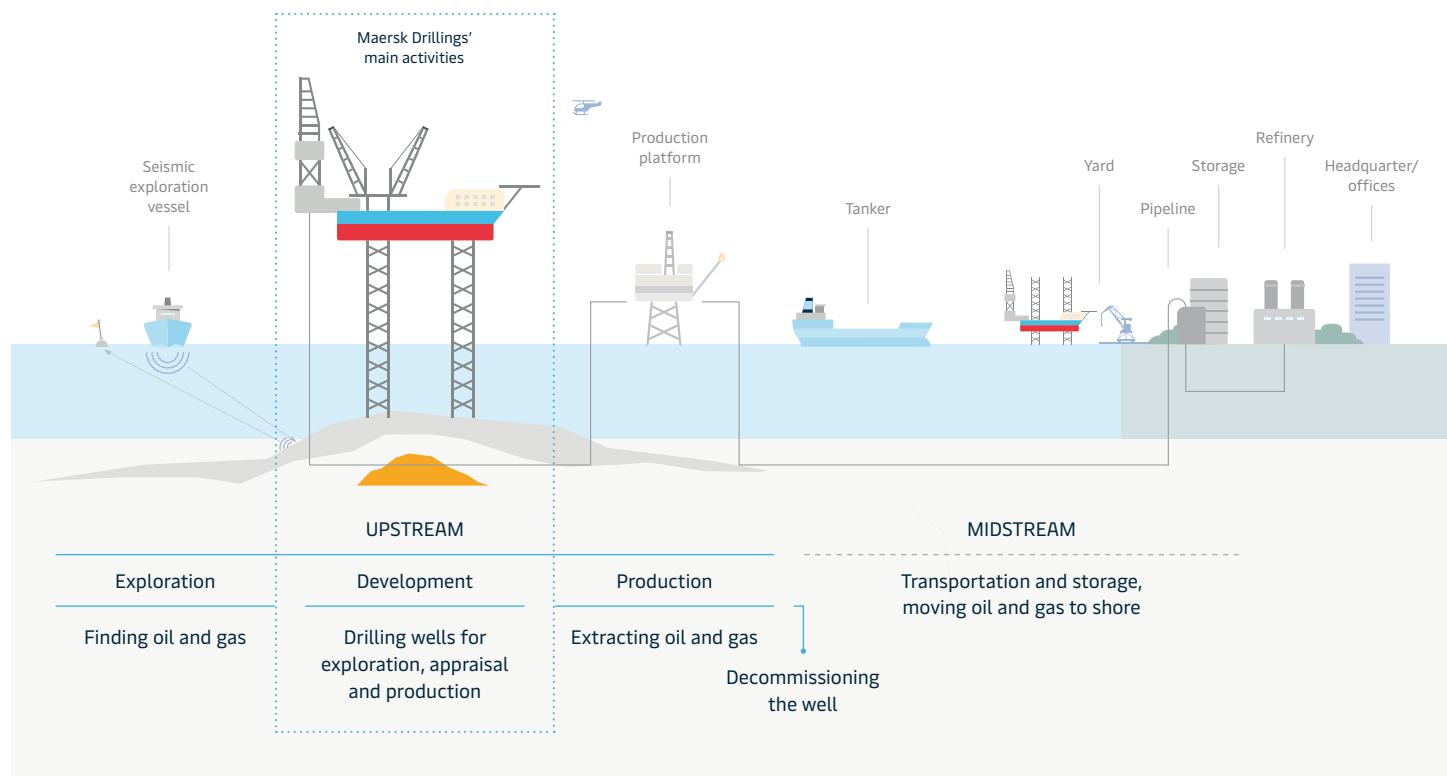 Maersk Drillings'
main activities
Seismic
exploration
vessel
Production
platform
Tanker
Yard
Pipeline
Storage
Refinery
Headquarter/
offices
UPSTREAM
MIDSTREAM
Exploration
Development
Production
Transportation and storage,
moving oil and gas to shore
Finding oil and gas
Drilling wells for
exploration, appraisal
and production
Extracting oil and gas
Decommissioning
the well